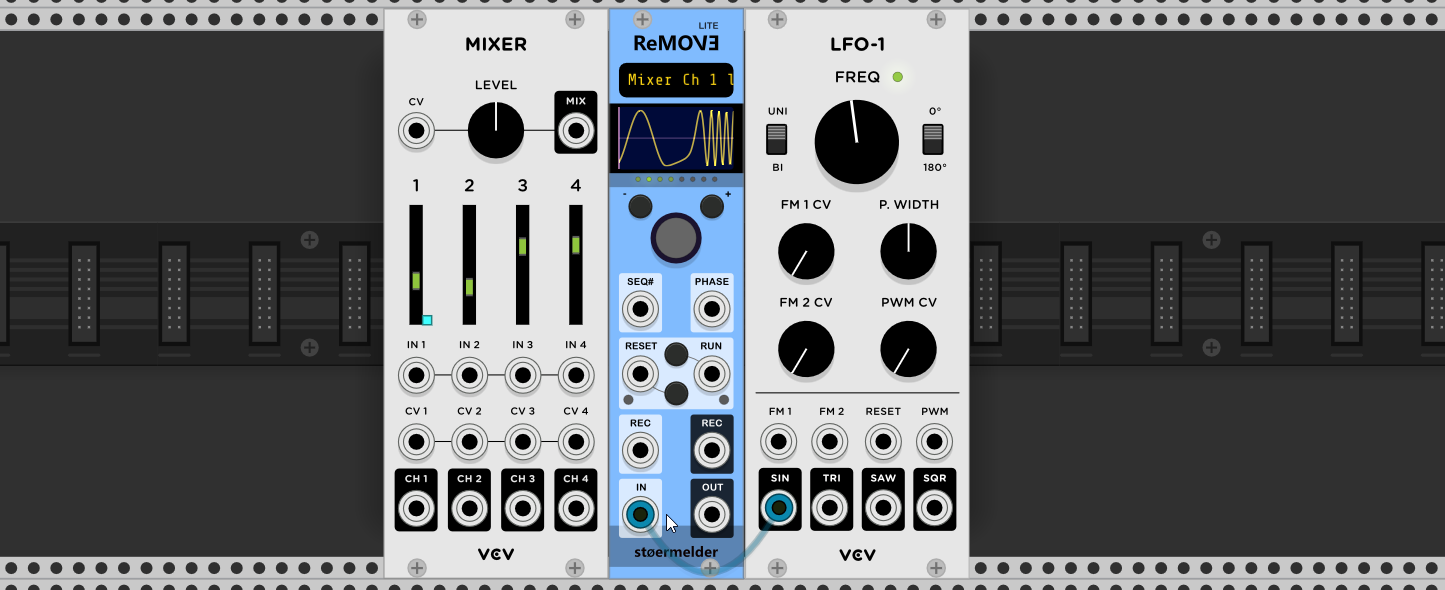 MIXER
LEVEL
CV
MIX
1 2 3 4
IN 1 IN 2 IN 3 IN 4
CV 1 CV 2 CV 3 CV 4
CH 1 CH 2 CH 3 CH 4
VCV
LITE
ReMOVE
Mixer Ch 1 l
- +
SEQ# PHASE
RESET RUN
REC REC
IN OUT
støermelder
LFO-1
FREQ
UNI 0°
BI 180°
FM 1 CV P. WIDTH
FM 2 CV PWM CV
FM 1 FM 2 RESET PWM
SIN TRI SAW SQR
VCV